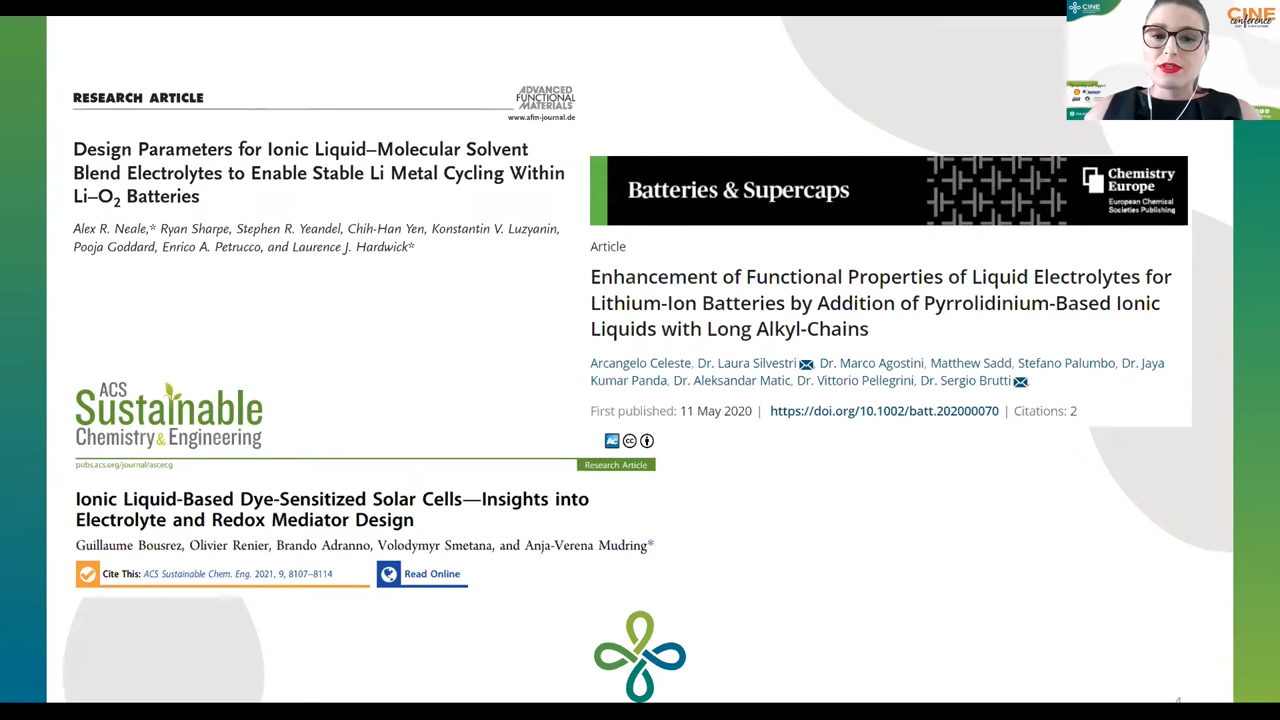 RESEARCH ARTICLE
ADVANCED
FUNCTIONAL
MATERIALS
www.afm-journal.de
Design Parameters for Ionic Liquid–Molecular Solvent
Blend Electrolytes to Enable Stable Li Metal Cycling Within
Li–O2 Batteries
Alex R. Neale,* Ryan Sharpe, Stephen R. Yeandel, Chih-Han Yen, Konstantin V. Luzyanin,
Pooja Goddard, Enrico A. Petrucco, and Laurence J. Hardwick*
CINE
CINE
conference
Batteries & Supercaps
Chemistry
Europe
European Chemical
Societies Publishing
Article
Enhancement of Functional Properties of Liquid Electrolytes for
Lithium-Ion Batteries by Addition of Pyrrolidinium-Based Ionic
Liquids with Long Alkyl-Chains
Arcangelo Celeste, Dr. Laura Silvestri, Dr. Marco Agostini, Matthew Sadd, Stefano Palumbo, Dr. Jaya
Kumar Panda, Dr. Aleksandar Matic, Dr. Vittorio Pellegrini, Dr. Sergio Brutti
First published: 11 May 2020 | https://doi.org/10.1002/batt.202000070 | Citations: 2
ACS
Sustainable
Chemistry & Engineering
cc
pubs.acs.org/journal/ascecg
Research Article
Ionic Liquid-Based Dye-Sensitized Solar Cells—Insights into
Electrolyte and Redox Mediator Design
Guillaume Bousrez, Olivier Renier, Brando Adranno, Volodymyr Smetana, and Anja-Verena Mudring*
Cite This: ACS Sustainable Chem. Eng. 2021, 9, 8107–8114
Read Online